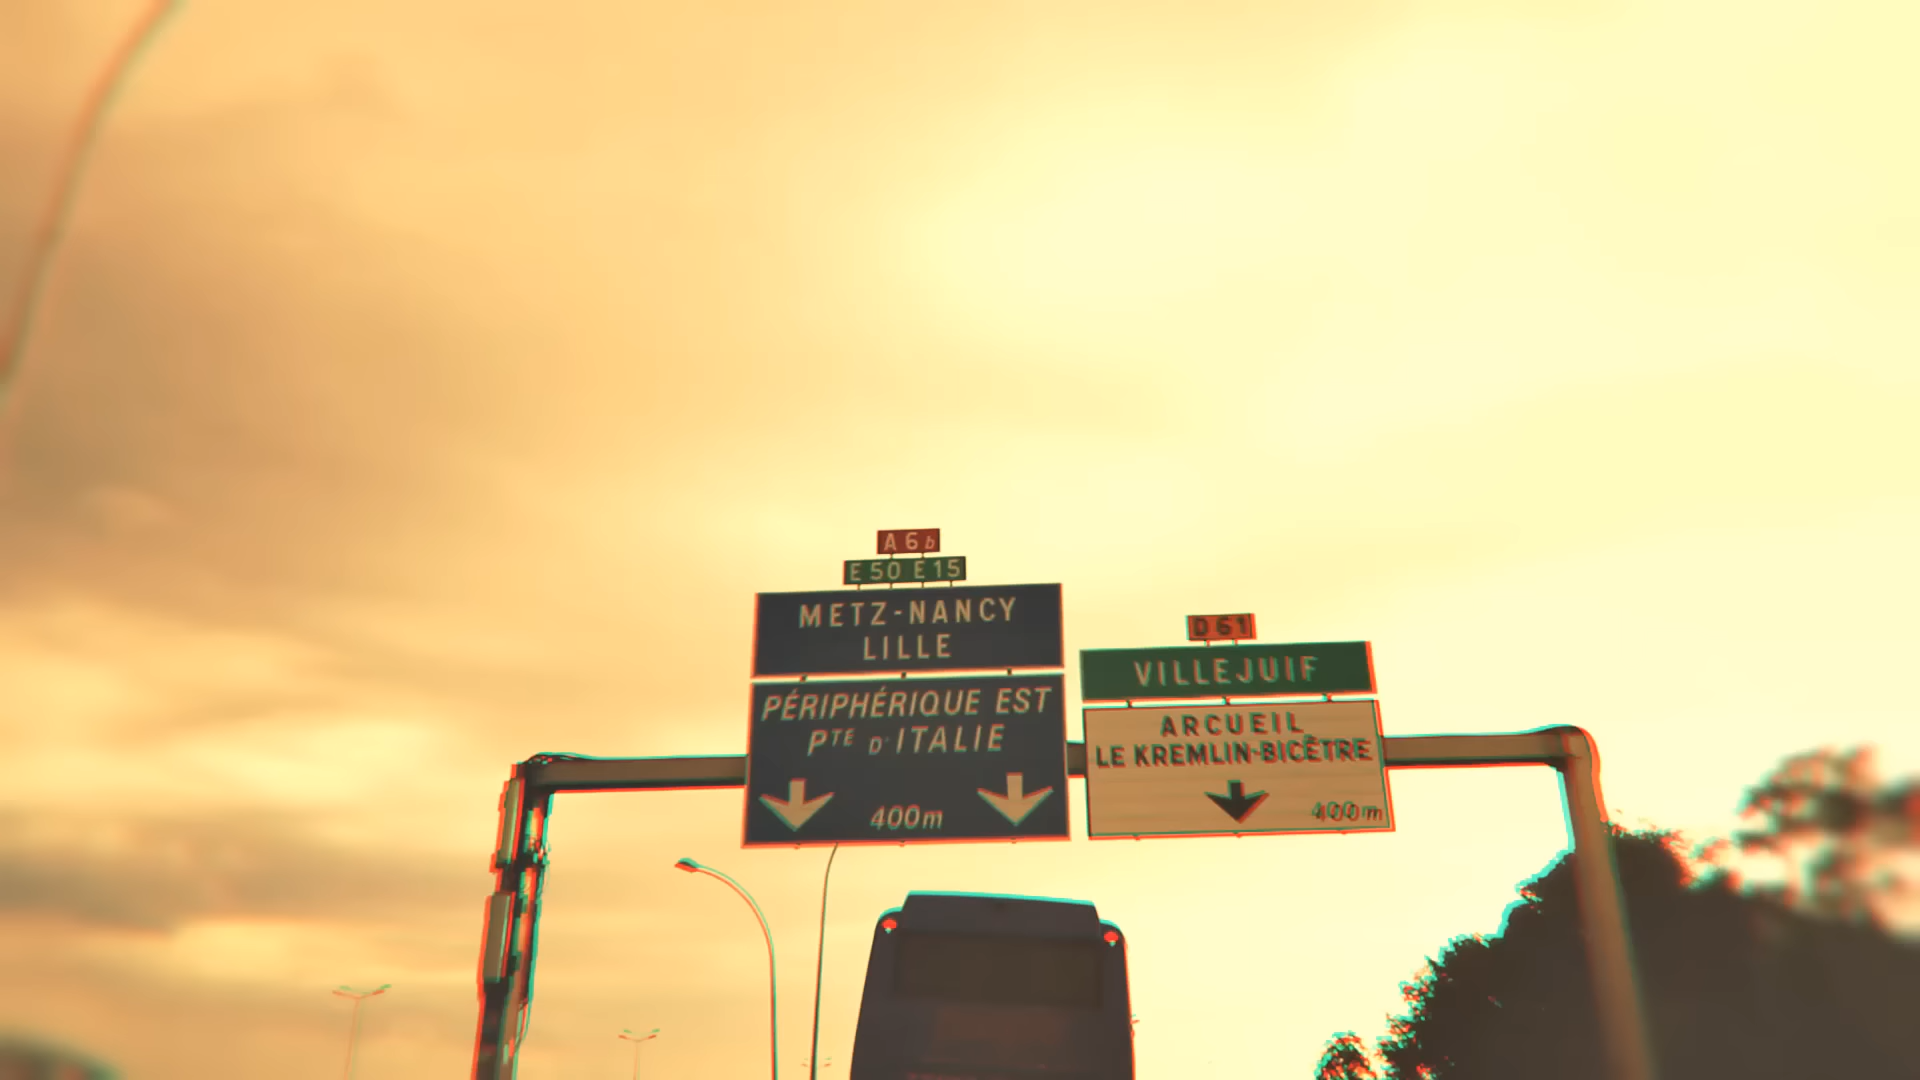 A6b
E50 E15
METZ-NANCY
LILLE
PÉRIPHÉRIQUE EST
PTE D'ITALIE
400m
D61
VILLEJUIF
ARCUEIL
LE KREMLIN-BICÊTRE
400m